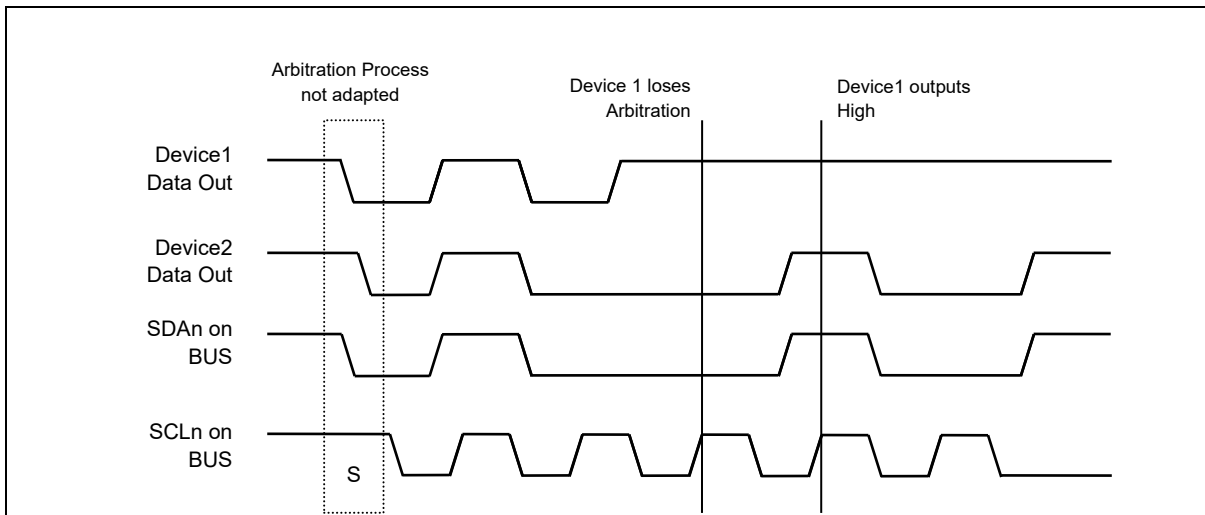 Arbitration Process
not adapted
Device 1 loses
Arbitration
Device1 outputs
High
Device1
Data Out
Device2
Data Out
SDAn on
BUS
SCLn on
BUS
S